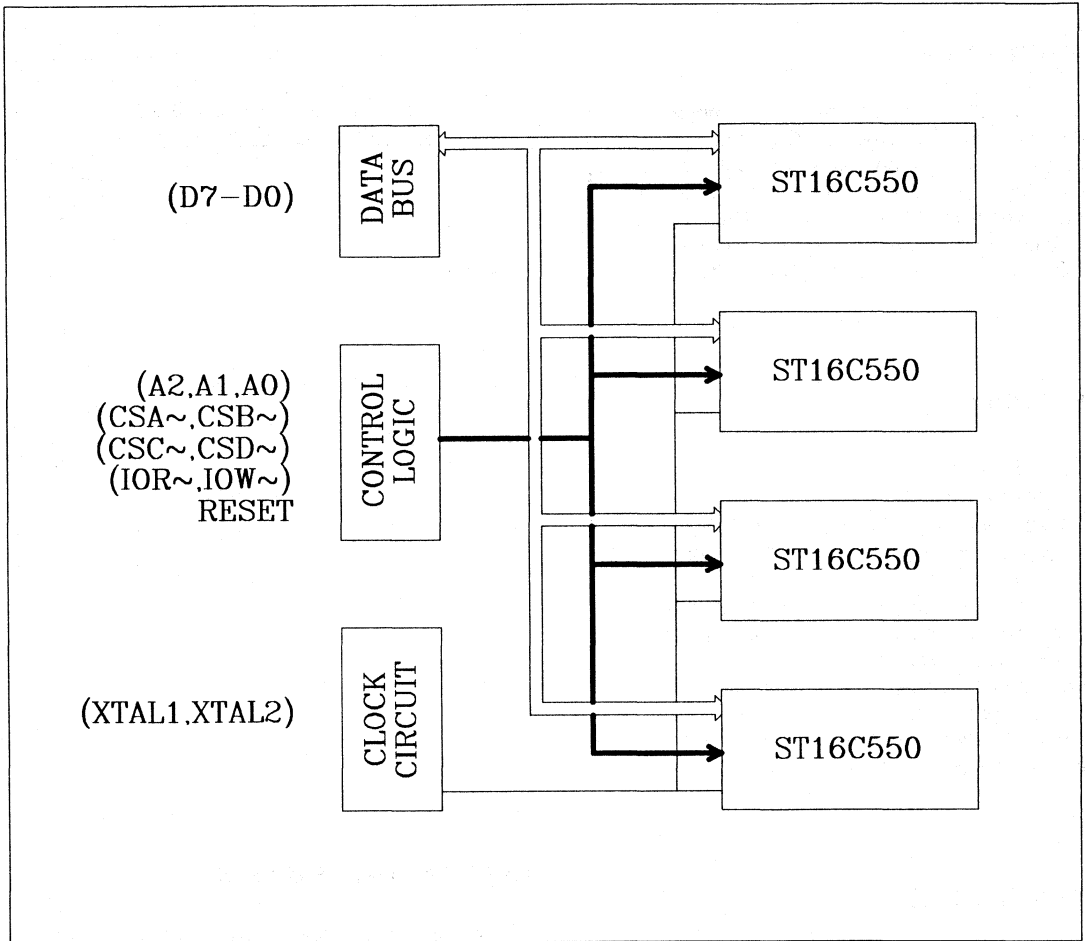 (D7-D0)
DATA
BUS
ST16C550
ST16C550
(A2,A1,A0)
(CSA~,CSB~)
(CSC~,CSD~)
(IOR~,IOW~)
RESET
CONTROL
LOGIC
ST16C550
(XTAL1,XTAL2)
CLOCK
CIRCUIT
ST16C550